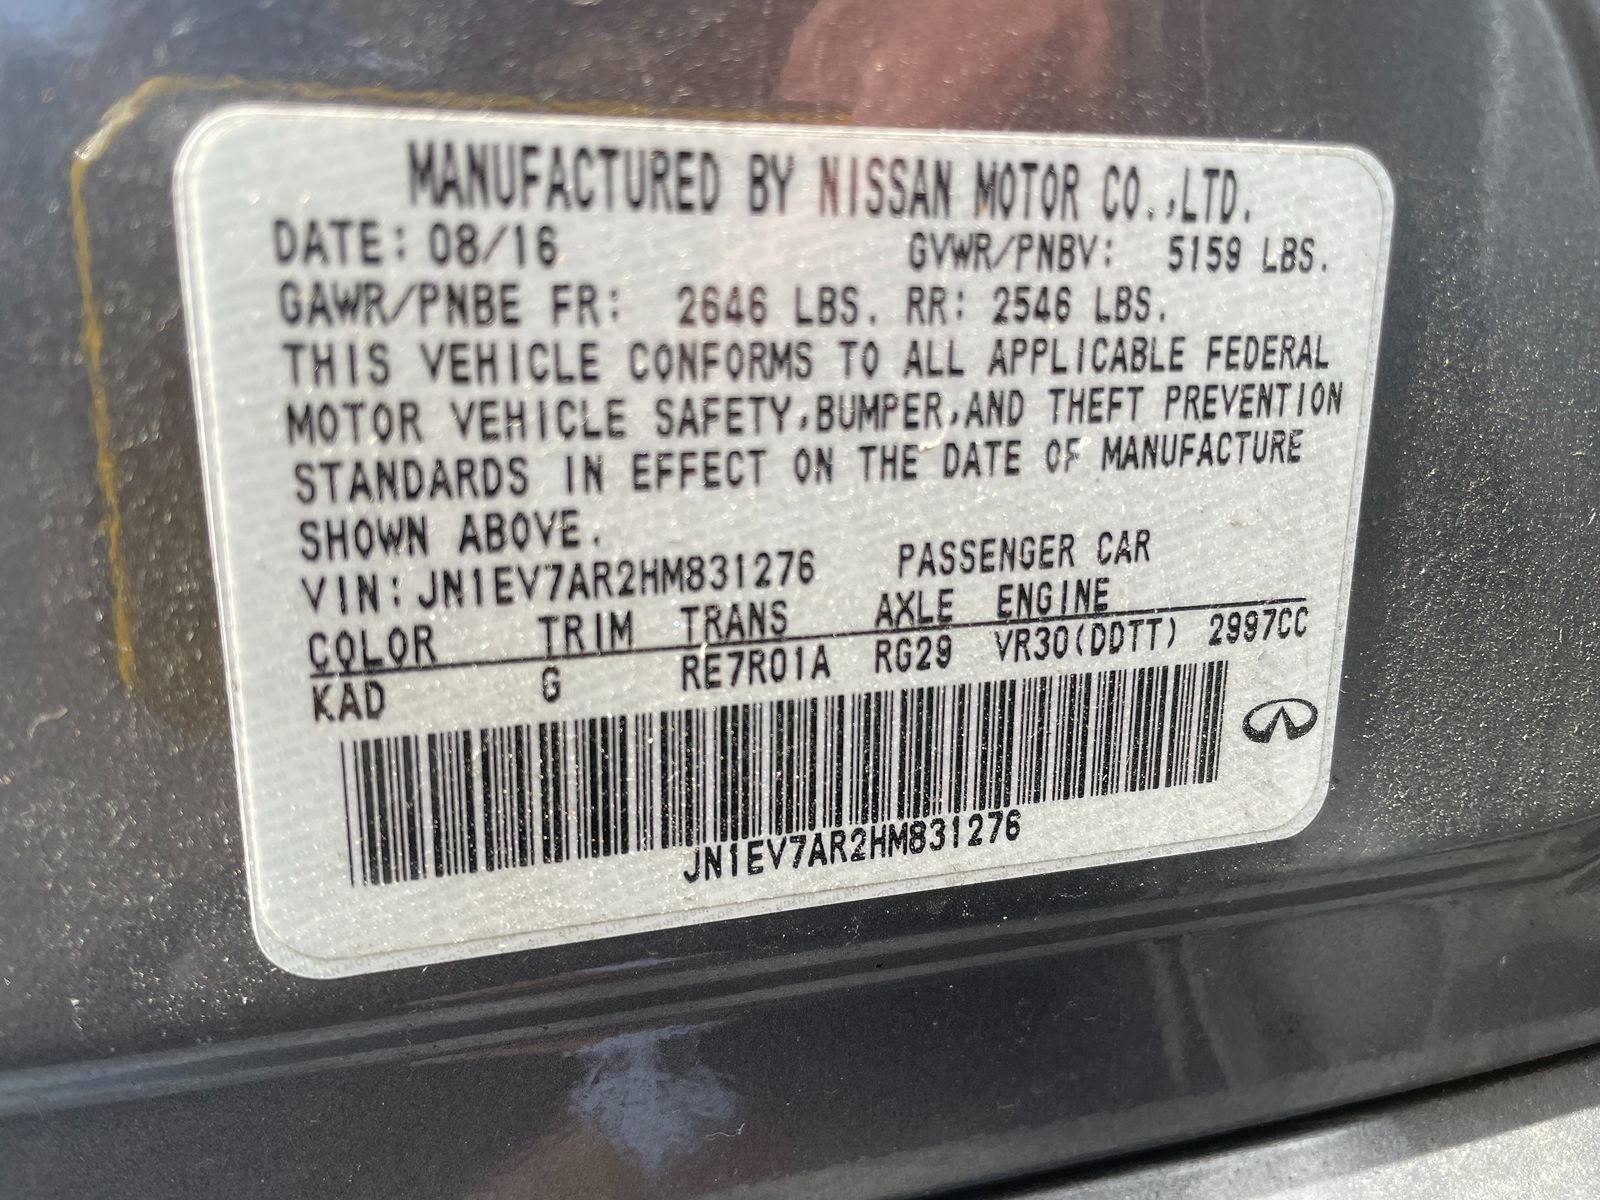 MANUFACTURED BY NISSAN MOTOR CO.,LTD.
DATE: 08/16 GVWR/PNBV: 5159 LBS.
GAWR/PNBE FR: 2646 LBS. RR: 2546 LBS.
THIS VEHICLE CONFORMS TO ALL APPLICABLE FEDERAL
MOTOR VEHICLE SAFETY,BUMPER,AND THEFT PREVENTION
STANDARDS IN EFFECT ON THE DATE OF MANUFACTURE
SHOWN ABOVE.
VIN: JN1EV7AR2HM831276 PASSENGER CAR
COLOR TRIM TRANS AXLE ENGINE
KAD G RE7R01A RG29 VR30(DDTT) 2997CC
JN1EV7AR2HM831276